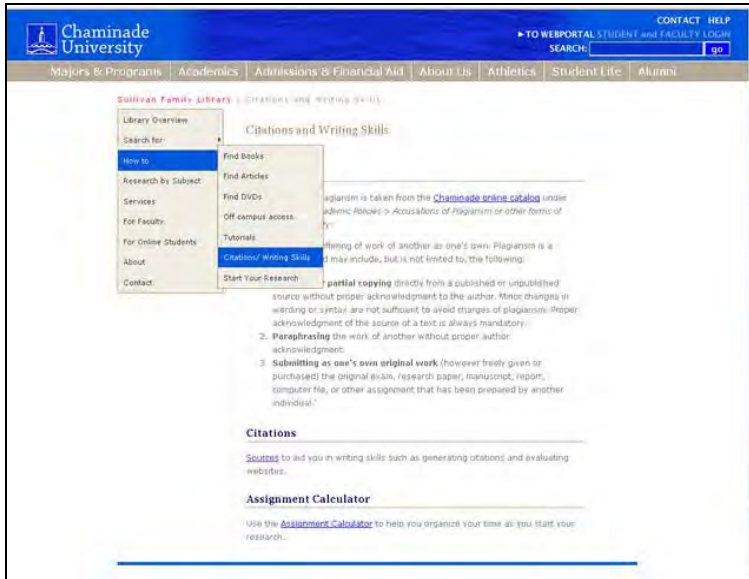 CONTACT HELP
Chaminade
University
►TO WEBPORTAL STUDENT and FACULTY LOGIN
SEARCH: go
Majors & Programs Academics Admissions & Financial Aid About Us Athletics Student Life Alumni
Sullivan Family Library | Citations and Writing Skills
Library Overview
Search for
How to
Research by Subject
Services
For Faculty
For Online Students
About
Contact
Find Books
Find Articles
Find DVDs
Off campus access
Tutorials
Citations/ Writing Skills
Start Your Research
Citations and Writing Skills
agiarism is taken from the Chaminade online catalog under
ademic Policies > Accusations of Plagiarism or other forms of
ffering of work of another as one's own. Plagiarism is a
d may include, but is not limited to, the following:
partial copying directly from a published or unpublished
source without proper acknowledgment to the author. Minor changes in
wording or syntax are not sufficient to avoid charges of plagiarism. Proper
acknowledgment of the source of a text is always mandatory.
2. Paraphrasing the work of another without proper author
acknowledgment.
3. Submitting as one's own original work (however freely given or
purchased) the original exam, research paper, manuscript, report,
computer file, or other assignment that has been prepared by another
individual."
Citations
Sources to aid you in writing skills such as generating citations and evaluating
websites.
Assignment Calculator
Use the Assignment Calculator to help you organize your time as you start your
research.